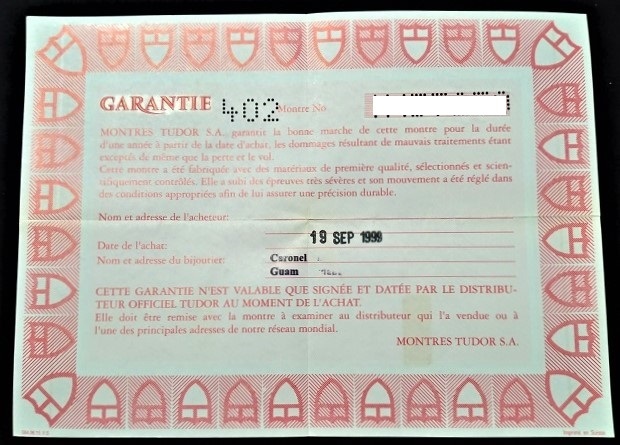 GARANTIE 402 Montre No
MONTRES TUDOR S.A. garantit la bonne marche de cette montre pour la durée
d'une année à partir de la date d'achat, les dommages résultant de mauvais traitements étant
exceptés de même que la perte et le vol.
Cette montre a été fabriquée avec des matériaux de première qualité, sélectionnés et scien-
tifiquement contrôlés. Elle a subi des épreuves très sévères et son mouvement a été réglé dans
des conditions appropriées afin de lui assurer une précision durable.
Nom et adresse de l'acheteur:
Date de l'achat: 19 SEP 1999
Nom et adresse du bijoutier: Coronel
Guam
CETTE GARANTIE N'EST VALABLE QUE SIGNÉE ET DATÉE PAR LE DISTRIBU-
TEUR OFFICIEL TUDOR AU MOMENT DE L'ACHAT.
Elle doit être remise avec la montre à examiner au distributeur qui l'a vendue ou à
l'une des principales adresses de notre réseau mondial.
MONTRES TUDOR S.A.